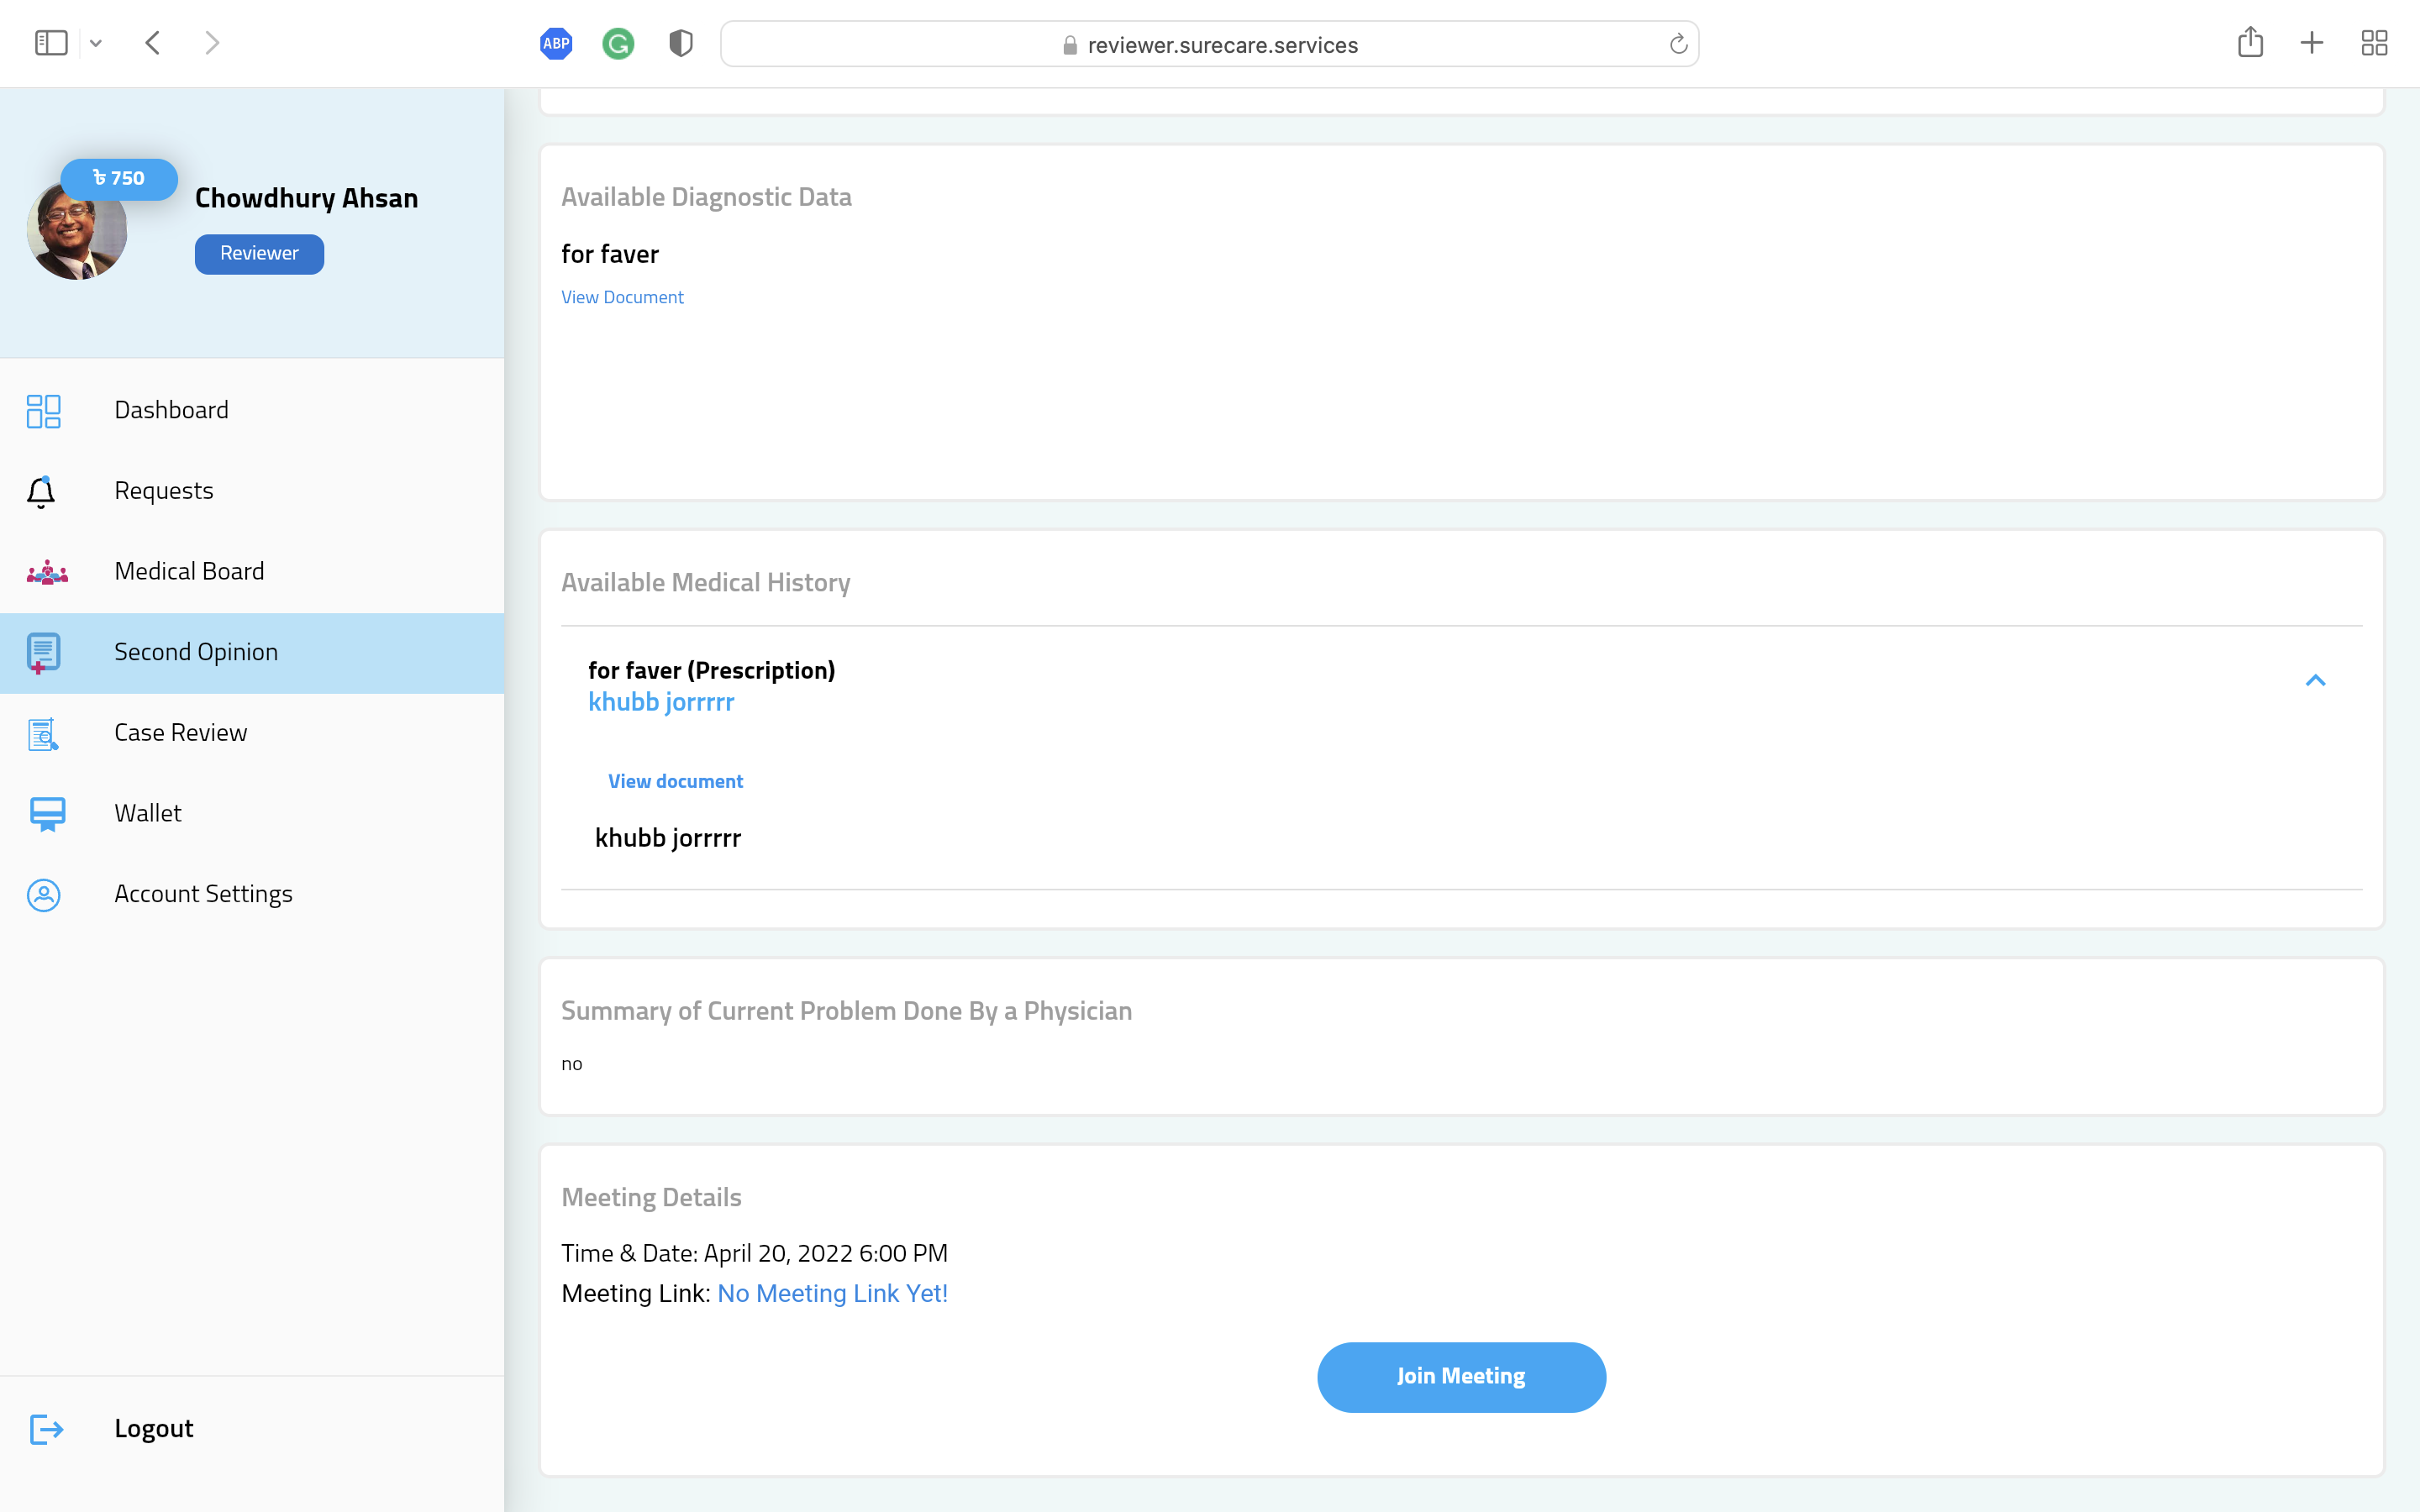 ABP
reviewer.surecare.services
৳ 750
Chowdhury Ahsan
Reviewer
Dashboard
Requests
Medical Board
Second Opinion
Case Review
Wallet
Account Settings
Logout
Available Diagnostic Data
for faver
View Document
Available Medical History
for faver (Prescription)
khubb jorrrrr
View document
khubb jorrrrr
Summary of Current Problem Done By a Physician
no
Meeting Details
Time & Date: April 20, 2022 6:00 PM
Meeting Link: No Meeting Link Yet!
Join Meeting